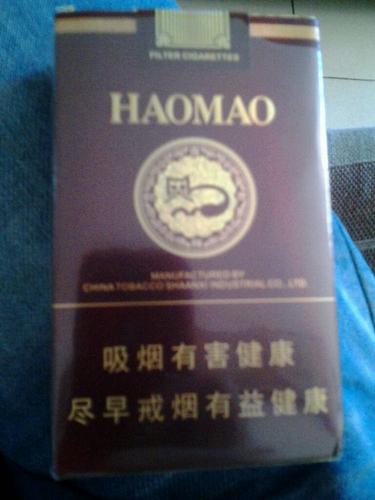 FILTER CIGARETTES
HAOMAO
MANUFACTURED BY
CHINA TOBACCO SHAANXI INDUSTRIAL CO., LTD.
吸烟有害健康
尽早戒烟有益健康